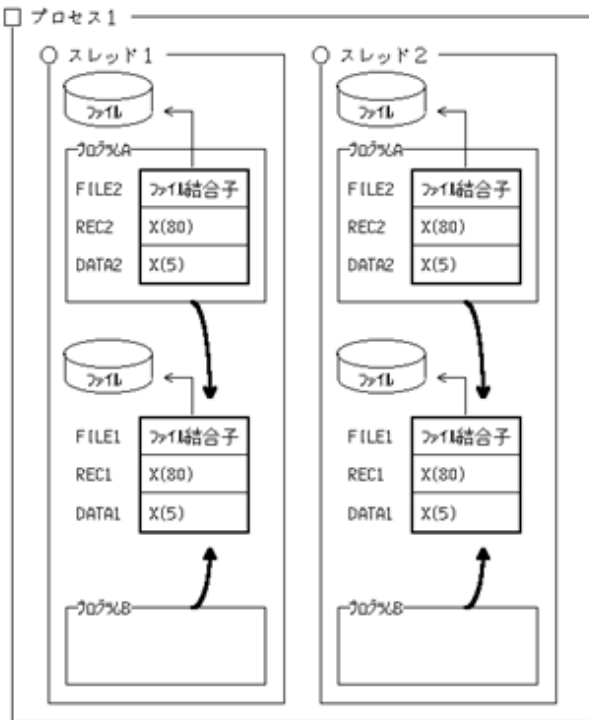 プロセス1
スレッド1
スレッド2
ファイル
ファイル
プログラムA
プログラムA
FILE2 ファイル結合子
FILE2 ファイル結合子
REC2 X(80)
REC2 X(80)
DATA2 X(5)
DATA2 X(5)
ファイル
ファイル
FILE1 ファイル結合子
FILE1 ファイル結合子
REC1 X(80)
REC1 X(80)
DATA1 X(5)
DATA1 X(5)
プログラムB
プログラムB